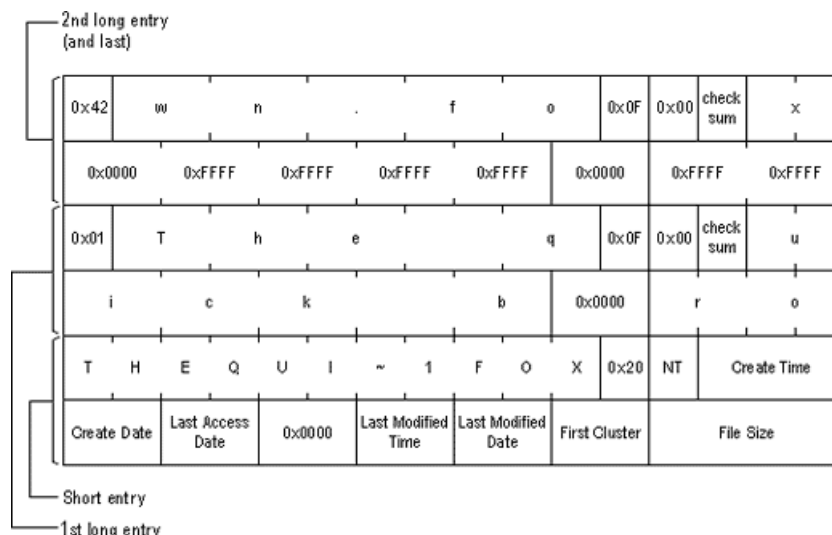 2nd long entry
(and last)
0x42 w n . f o 0x0F 0x00 check sum x
0x0000 0xFFFF 0xFFFF 0xFFFF 0xFFFF 0x0000 0xFFFF 0xFFFF
0x01 T h e q 0x0F 0x00 check sum u
i c k b 0x0000 r o
T H E Q U I ~ 1 F O X 0x20 NT Create Time
Create Date Last Access Date 0x0000 Last Modified Time Last Modified Date First Cluster File Size
Short entry
1st long entry